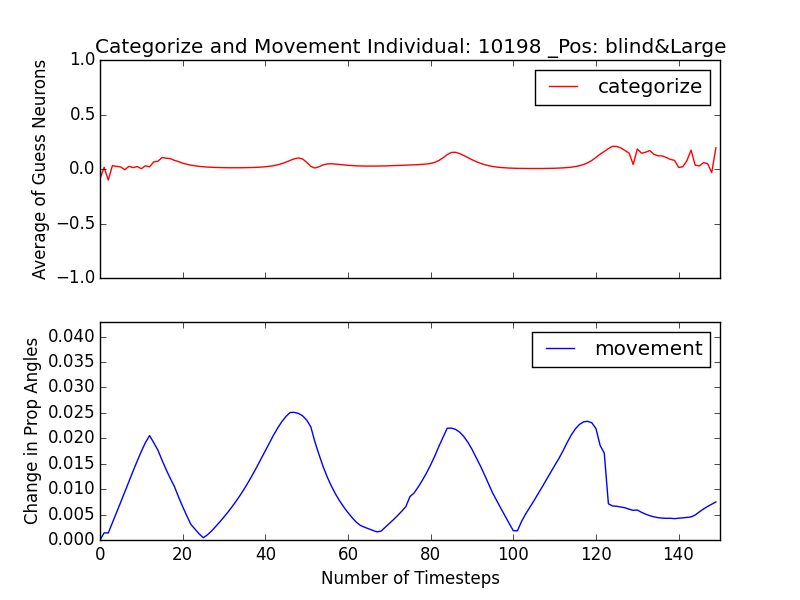 Categorize and Movement Individual: 10198 _Pos: blind&Large
1.0
0.5
0.0
−0.5
−1.0
Average of Guess Neurons
categorize
0.040
0.035
0.030
0.025
0.020
0.015
0.010
0.005
0.000
Change in Prop Angles
movement
0 20 40 60 80 100 120 140
Number of Timesteps